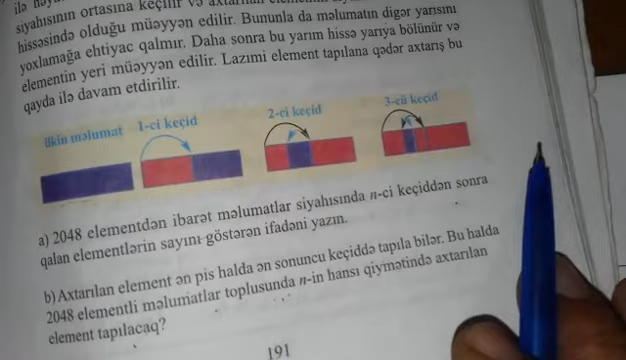 siyahısının ortasına keçilir və axtarılan
hissəsində olduğu müəyyən edilir. Bununla da məlumatın digər yarısını
yoxlamağa ehtiyac qalmır. Daha sonra bu yarım hissə yarıya bölünür və
elementin yeri müəyyən edilir. Lazımi element tapılana qədər axtarış bu
qayda ilə davam etdirilir.
ilkin məlumat 1-ci keçid 2-ci keçid 3-cü keçid
a) 2048 elementdən ibarət məlumatlar siyahısında n-ci keçiddən sonra
qalan elementlərin sayını göstərən ifadəni yazın.
b) Axtarılan element ən pis halda ən sonuncu keçiddə tapıla bilər. Bu halda
2048 elementli məlumatlar toplusunda n-in hansı qiymətində axtarılan
element tapılacaq?
191